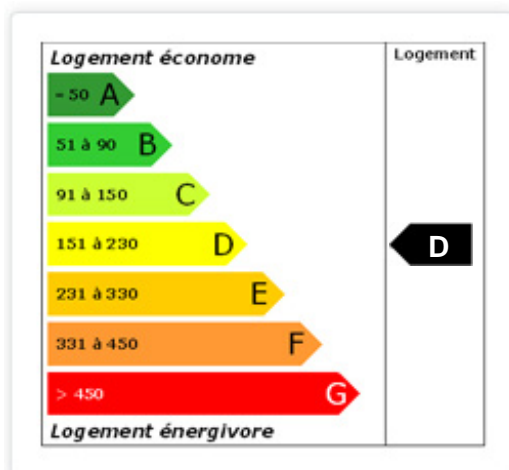 Logement économe
Logement
- 50 A
51 à 90 B
91 à 150 C
151 à 230 D
D
231 à 330 E
331 à 450 F
> 450 G
Logement énergivore